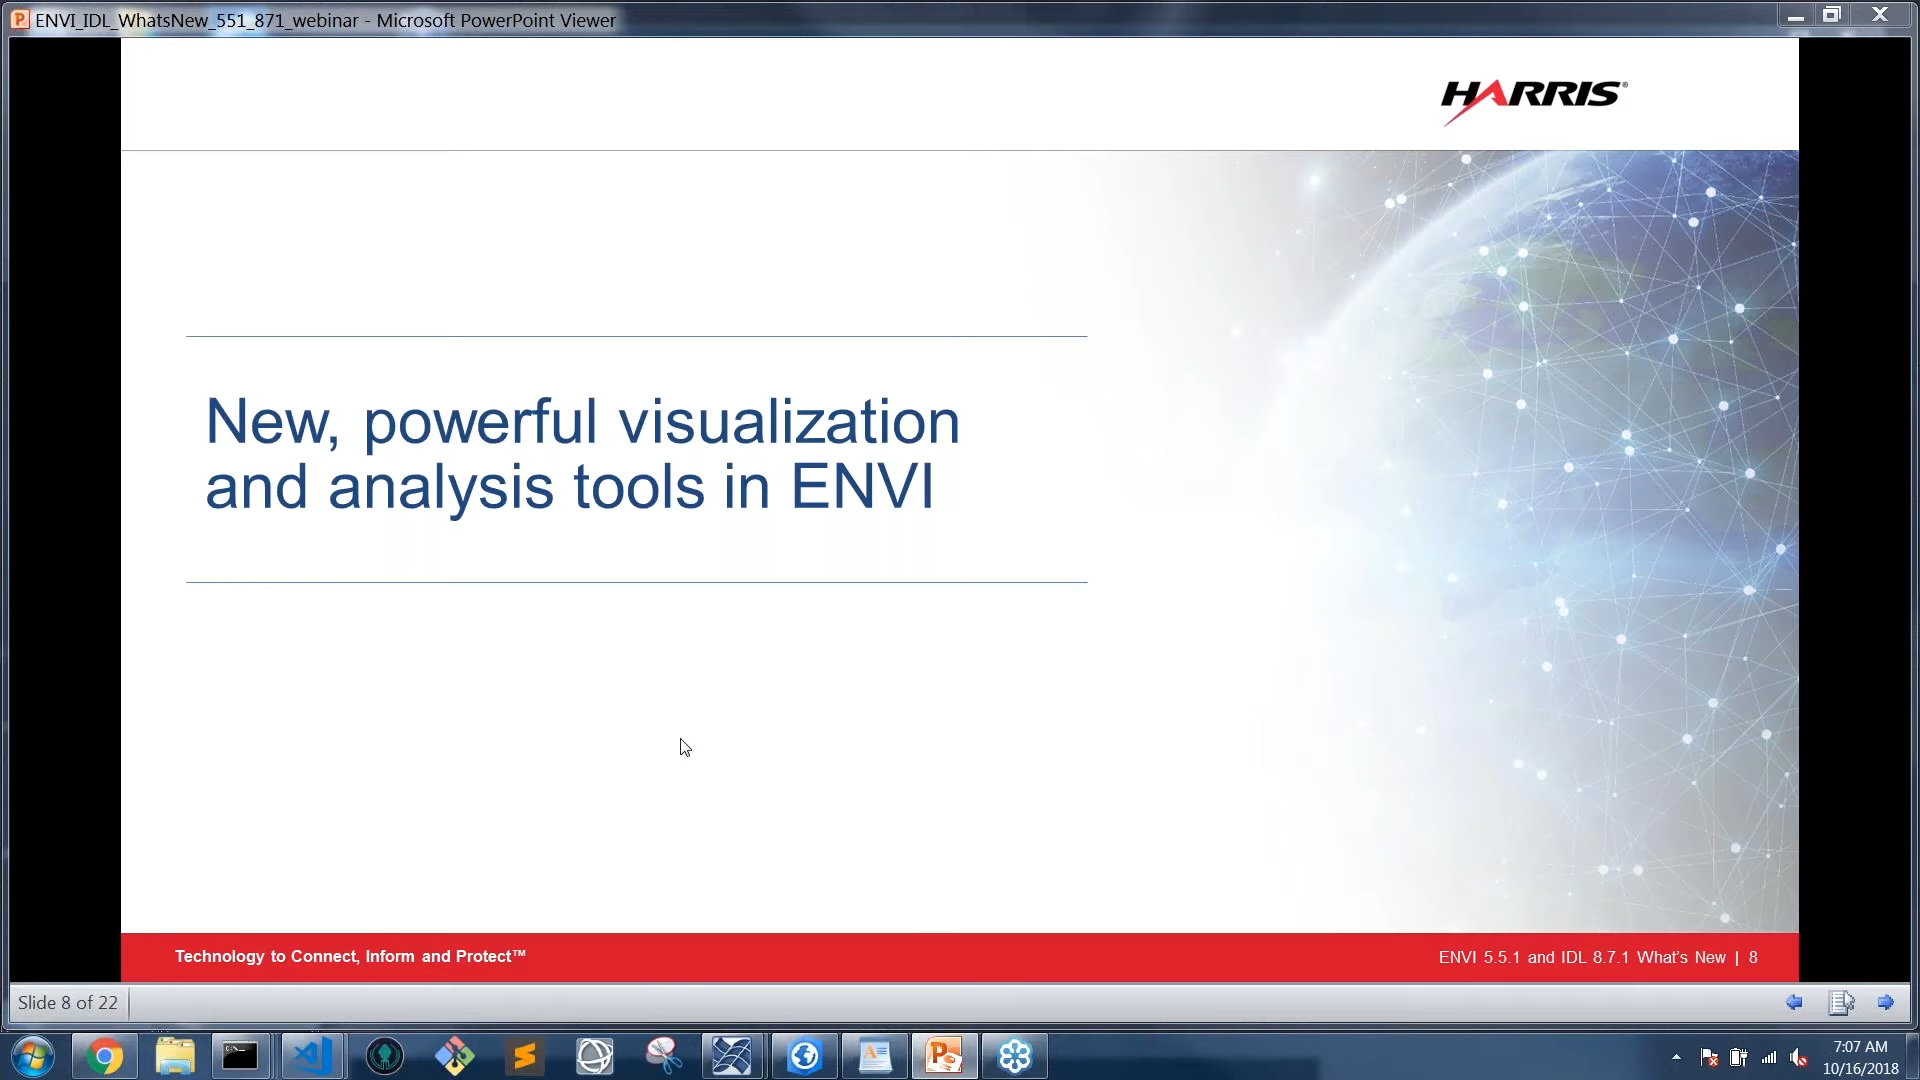 ENVI_IDL_WhatsNew_551_871_webinar - Microsoft PowerPoint Viewer
HARRIS®
New, powerful visualization
and analysis tools in ENVI
Technology to Connect, Inform and Protect™
ENVI 5.5.1 and IDL 8.7.1 What's New | 8
Slide 8 of 22
7:07 AM
10/16/2018